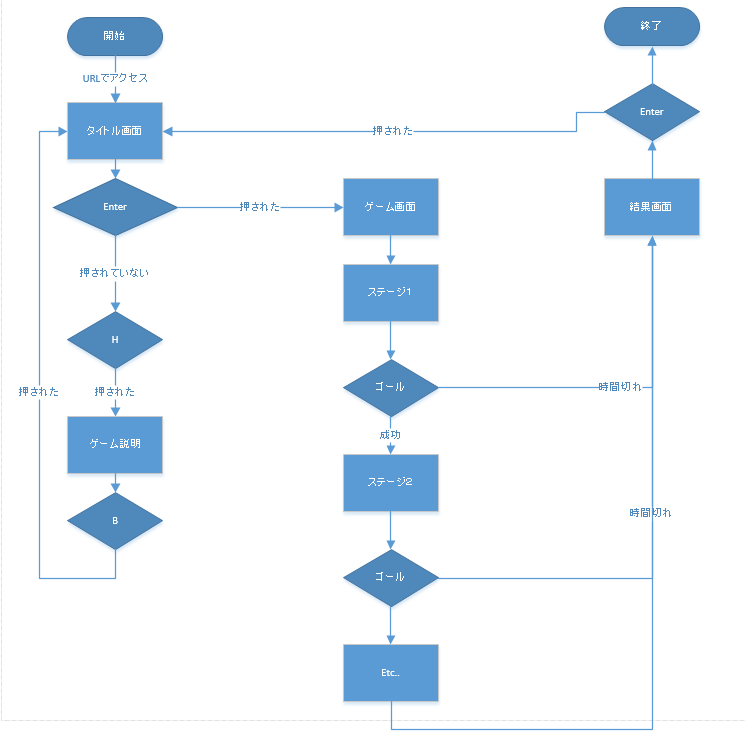 開始
URLでアクセス
タイトル画面
Enter
押されていない
H
押された
押された
ゲーム説明
B
押された
ゲーム画面
ステージ1
ゴール
成功
ステージ2
ゴール
Etc..
終了
Enter
押された
結果画面
時間切れ
時間切れ